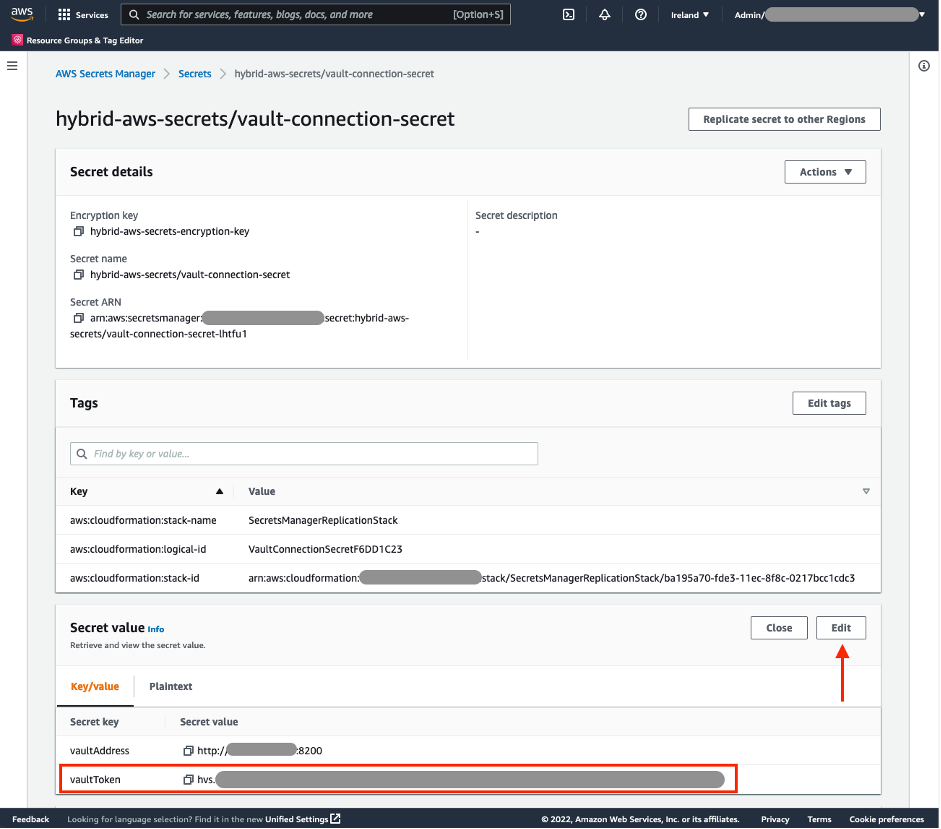 aws Services Search for services, features, blogs, docs, and more [Option+S] Ireland Admin/
Resource Groups & Tag Editor
AWS Secrets Manager Secrets hybrid-aws-secrets/vault-connection-secret
hybrid-aws-secrets/vault-connection-secret Replicate secret to other Regions
Secret details Actions
Encryption key Secret description
hybrid-aws-secrets-encryption-key -
Secret name
hybrid-aws-secrets/vault-connection-secret
Secret ARN
arn:aws:secretsmanager: secret:hybrid-aws-
secrets/vault-connection-secret-lhtfu1
Tags Edit tags
Find by key or value...
Key Value
aws:cloudformation:stack-name SecretsManagerReplicationStack
aws:cloudformation:logical-id VaultConnectionSecretF6DD1C23
aws:cloudformation:stack-id arn:aws:cloudformation: stack/SecretsManagerReplicationStack/ba195a70-fde3-11ec-8f8c-0217bcc1cdc3
Secret value Info Close Edit
Retrieve and view the secret value.
Key/value Plaintext
Secret key Secret value
vaultAddress http:/ :8200
vaultToken hvs.
Feedback Looking for language selection? Find it in the new Unified Settings © 2022, Amazon Web Services, Inc. or its affiliates. Privacy Terms Cookie preferences